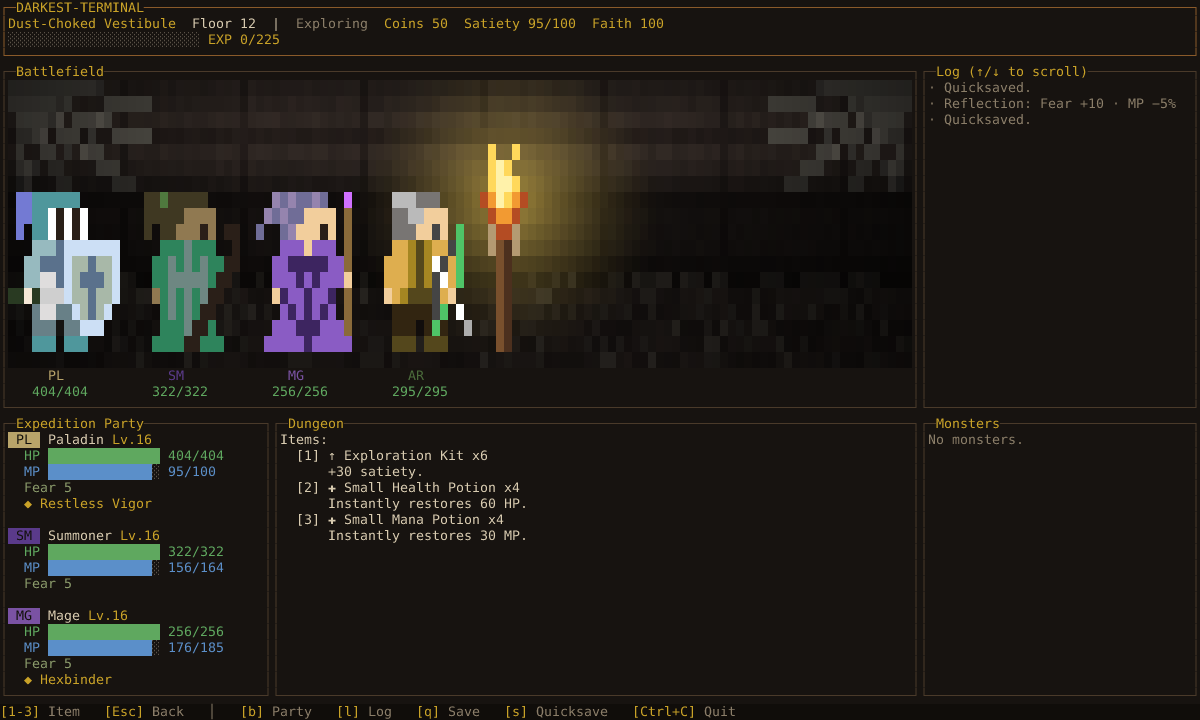 DARKEST-TERMINAL
Dust-Choked Vestibule  Floor 12  |  Exploring  Coins 50  Satiety 95/100  Faith 100
EXP 0/225
Battlefield
PL SM MG AR
404/404 322/322 256/256 295/295
Log (↑/↓ to scroll)
· Quicksaved.
· Reflection: Fear +10 · MP −5%
· Quicksaved.
Expedition Party
PL Paladin Lv.16
HP 404/404
MP 95/100
Fear 5
◆ Restless Vigor
SM Summoner Lv.16
HP 322/322
MP 156/164
Fear 5
MG Mage Lv.16
HP 256/256
MP 176/185
Fear 5
◆ Hexbinder
Dungeon
Items:
[1] ↑ Exploration Kit x6
+30 satiety.
[2] ✚ Small Health Potion x4
Instantly restores 60 HP.
[3] ✚ Small Mana Potion x4
Instantly restores 30 MP.
Monsters
No monsters.
[1-3] Item  [Esc] Back  │  [b] Party  [l] Log  [q] Save  [s] Quicksave  [Ctrl+C] Quit